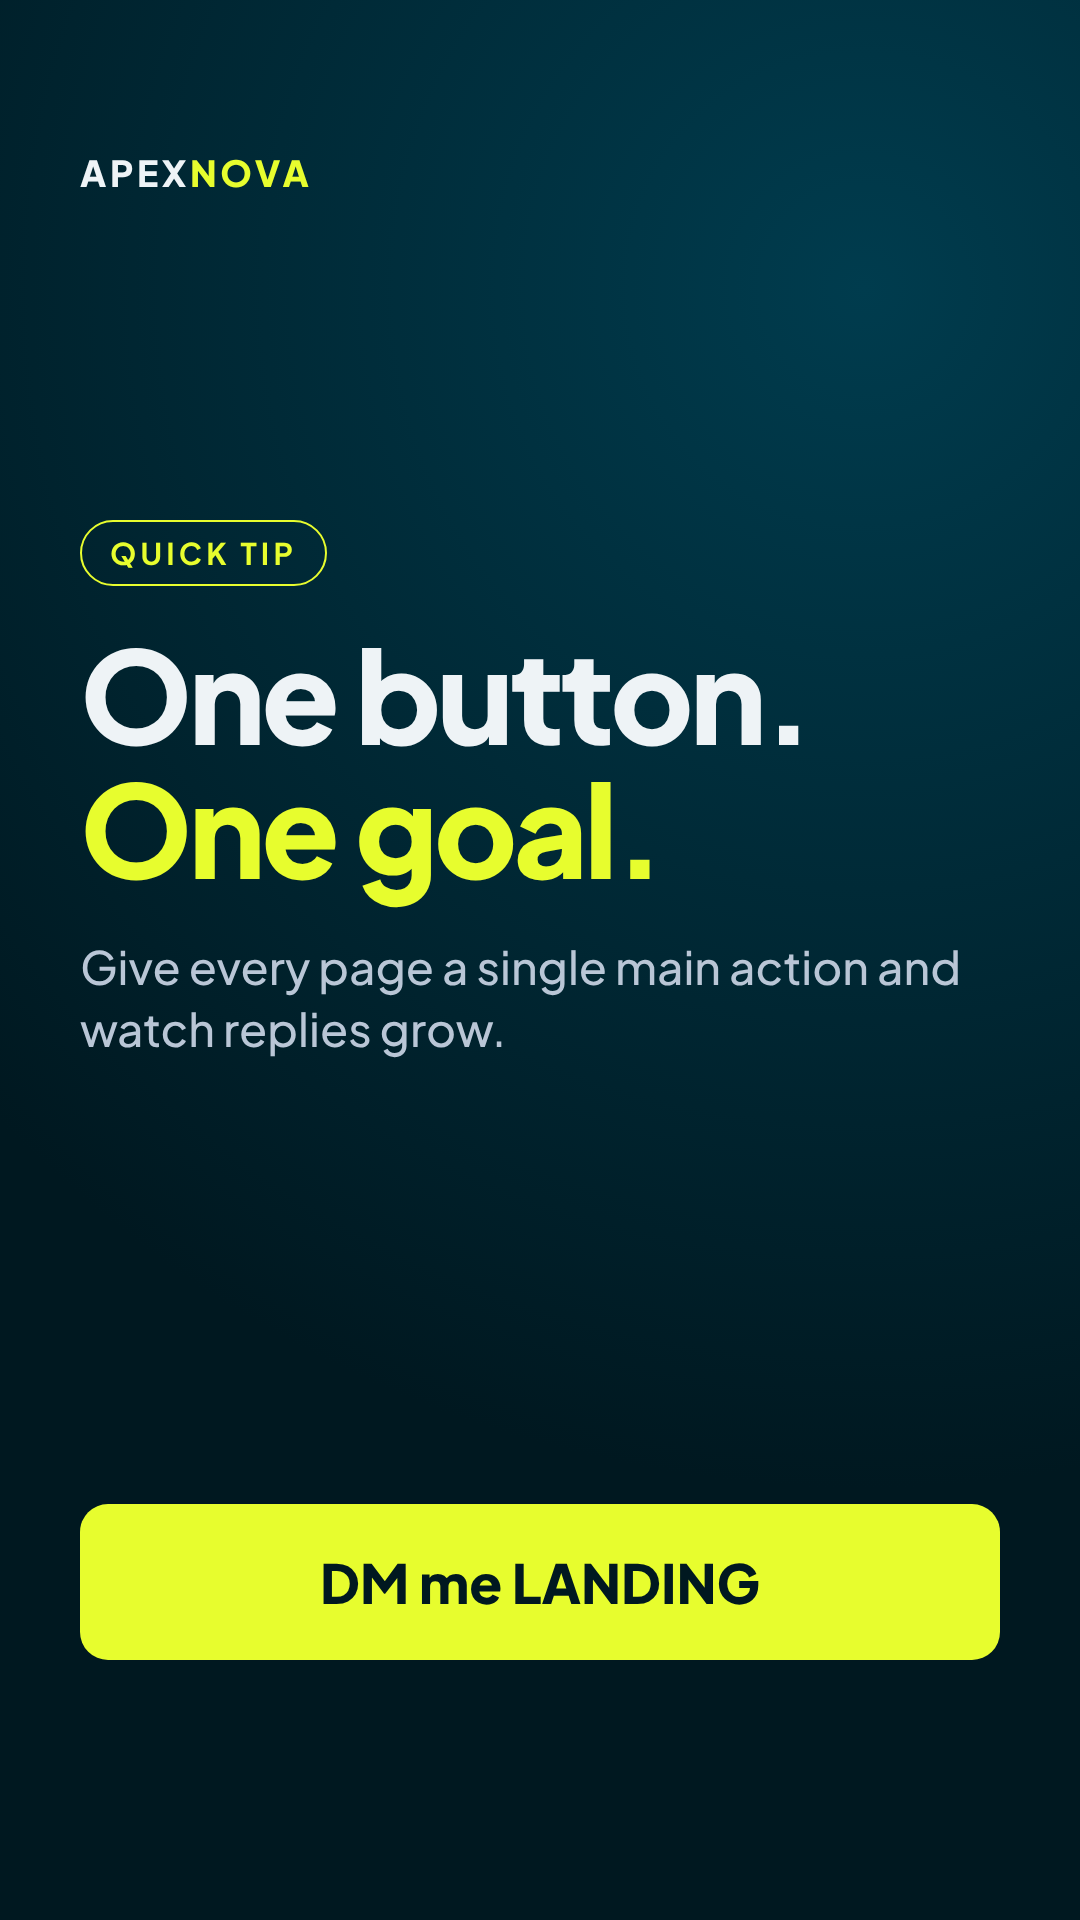 APEXNOVA
QUICK TIP
One button.
One goal.
Give every page a single main action and
watch replies grow.
DM me LANDING